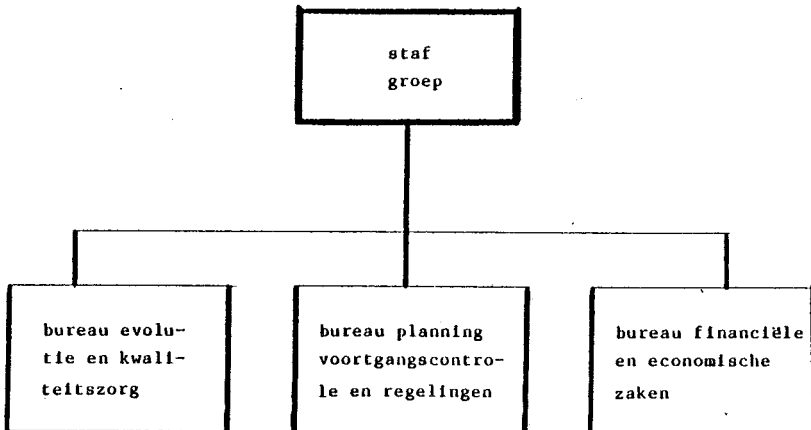 staf
groep
bureau evolu-
tie en kwali-
teitszorg
bureau planning
voortgangscontro-
le en regelingen
bureau financiële
en economische
zaken